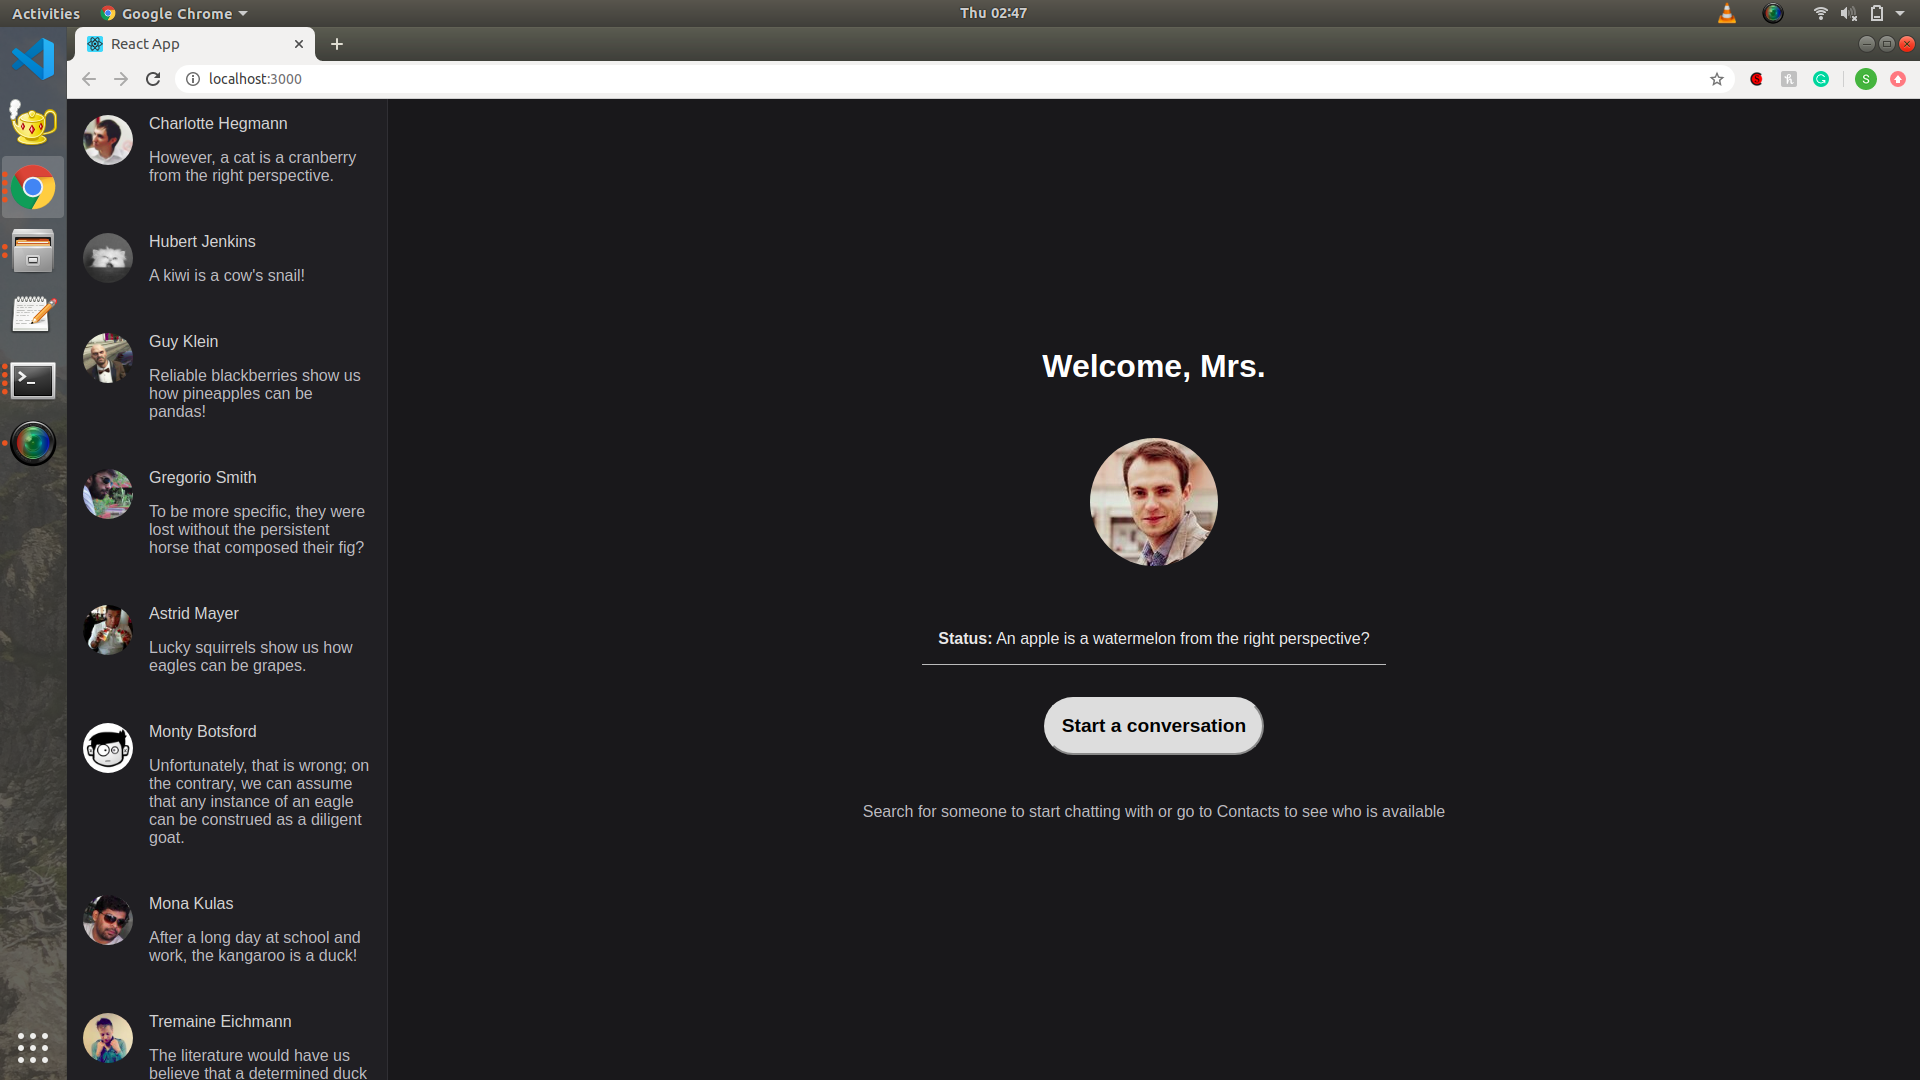 Activities
Google Chrome
Thu 02:47
React App
localhost:3000
S
Charlotte Hegmann
However, a cat is a cranberry
from the right perspective.
Hubert Jenkins
A kiwi is a cow's snail!
Guy Klein
Reliable blackberries show us
how pineapples can be
pandas!
Gregorio Smith
To be more specific, they were
lost without the persistent
horse that composed their fig?
Astrid Mayer
Lucky squirrels show us how
eagles can be grapes.
Monty Botsford
Unfortunately, that is wrong; on
the contrary, we can assume
that any instance of an eagle
can be construed as a diligent
goat.
Mona Kulas
After a long day at school and
work, the kangaroo is a duck!
Tremaine Eichmann
The literature would have us
believe that a determined duck
Welcome, Mrs.
Status: An apple is a watermelon from the right perspective?
Start a conversation
Search for someone to start chatting with or go to Contacts to see who is available